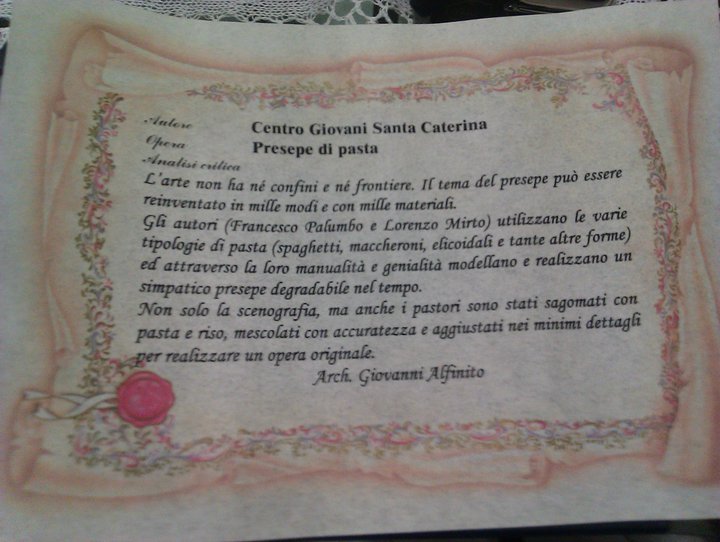 Autore Centro Giovani Santa Caterina
Opera Presepe di pasta
Analisi critica
L'arte non ha né confini e né frontiere. Il tema del presepe può essere
reinventato in mille modi e con mille materiali.
Gli autori (Francesco Palumbo e Lorenzo Mirto) utilizzano le varie
tipologie di pasta (spaghetti, maccheroni, elicoidali e tante altre forme)
ed attraverso la loro manualità e genialità modellano e realizzano un
simpatico presepe degradabile nel tempo.
Non solo la scenografia, ma anche i pastori sono stati sagomati con
pasta e riso, mescolati con accuratezza e aggiustati nei minimi dettagli
per realizzare un opera originale.
Arch. Giovanni Alfinito